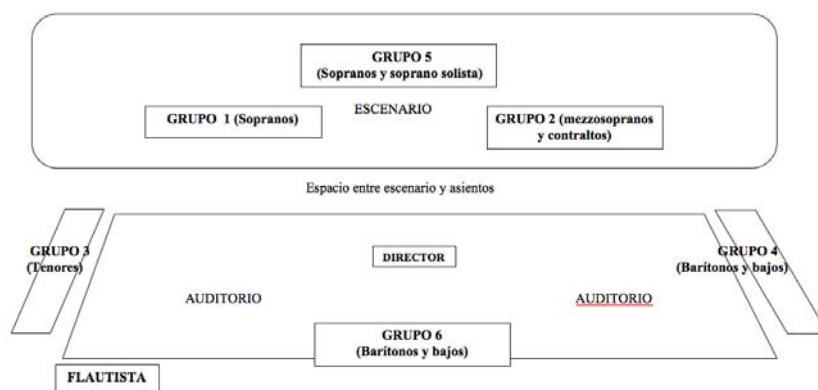 GRUPO 5
(Sopranos y soprano solista)
ESCENARIO
GRUPO 1 (Sopranos)
GRUPO 2 (mezzosopranos
y contraltos)
Espacio entre escenario y asientos
GRUPO 3
(Tenores)
GRUPO 4
(Barítonos y bajos)
DIRECTOR
AUDITORIO
AUDITORIO
GRUPO 6
(Barítonos y bajos)
FLAUTISTA